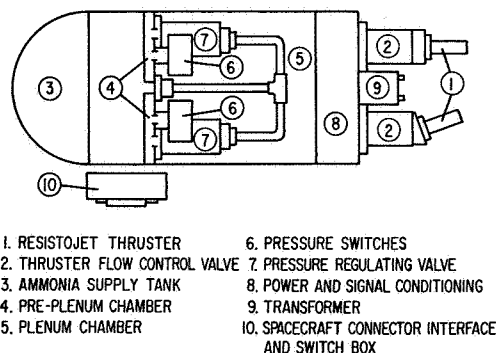 7
2
6
5
1
3
4
9
6
8
7
2
10
1. RESISTOJET THRUSTER
2. THRUSTER FLOW CONTROL VALVE
3. AMMONIA SUPPLY TANK
4. PRE-PLENUM CHAMBER
5. PLENUM CHAMBER
6. PRESSURE SWITCHES
7. PRESSURE REGULATING VALVE
8. POWER AND SIGNAL CONDITIONING
9. TRANSFORMER
10. SPACECRAFT CONNECTOR INTERFACE
AND SWITCH BOX